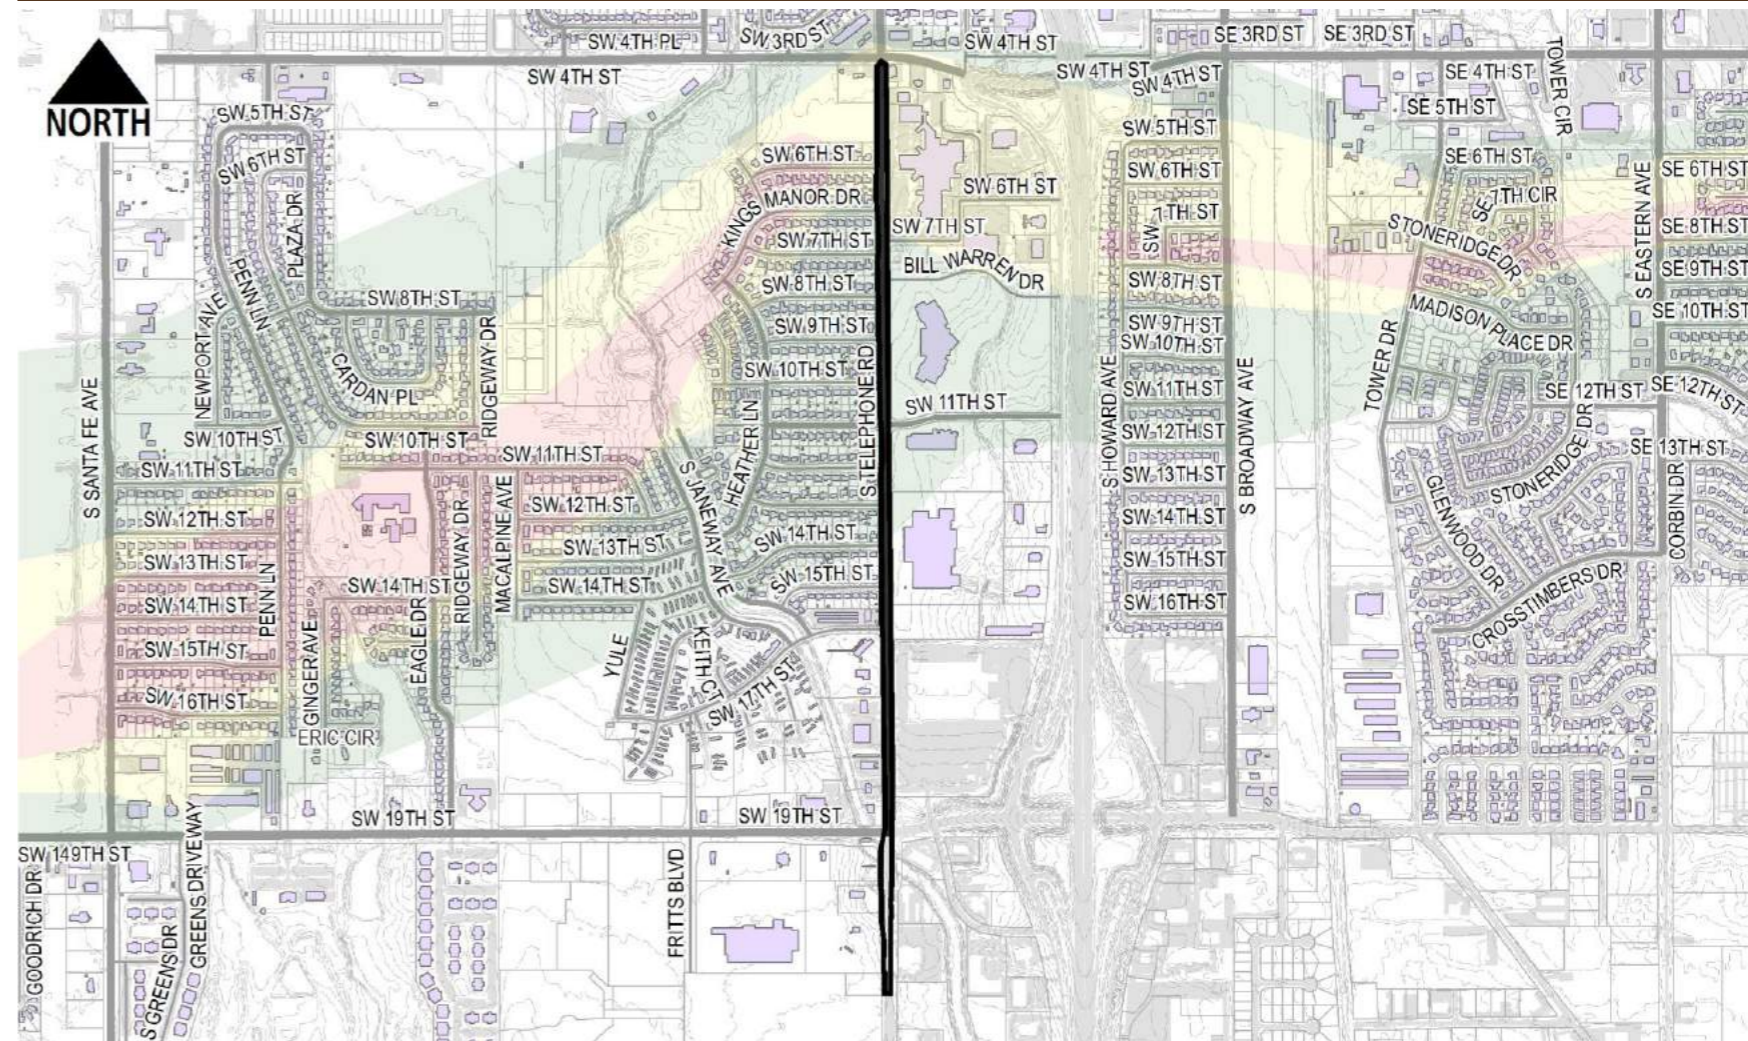 SW 4TH PL
SW 3RD ST
SW 4TH ST
SE 3RD ST
SE 3RD ST
NORTH
SW 4TH ST
SW 4TH ST
SW 4TH ST
SE 4TH ST
TOWER CIR
SW 5TH ST
SE 5TH ST
SW 5TH ST
SW 6TH ST
SW 6TH ST
SW 6TH ST
SE 6TH ST
SE 6TH ST
PLAZA DR
KINGS MANOR DR
SW 6TH ST
SW 7TH ST
SE 7TH CIR
SW 7TH ST
SW 7TH ST
STONERIDGE DR
SE 8TH ST
S EASTERN AVE
PENN LN
NEWPORT AVE
SW 8TH ST
SW 8TH ST
BILL WARREN DR
SW 8TH ST
SE 9TH ST
MADISON PLACE DR
SE 10TH ST
SW 9TH ST
SW 9TH ST
SW 10TH ST
RIDGEWAY DR
CARDAN PL
SW 10TH ST
S TELEPHONE RD
S HOWARD AVE
S BROADWAY AVE
TOWER DR
SW 11TH ST
SE 12TH ST
SE 12TH ST
S SANTA FE AVE
SW 11TH ST
SW 10TH ST
SW 10TH ST
HEATHER LN
SW 12TH ST
STONERIDGE DR
SE 13TH ST
SW 11TH ST
SW 11TH ST
SW 13TH ST
GLENWOOD DR
SW 12TH ST
RIDGEWAY DR
MACALPINE AVE
SW 12TH ST
S JANEWAY AVE
SW 14TH ST
CORBIN DR
SW 13TH ST
SW 13TH ST
SW 14TH ST
SW 15TH ST
SW 14TH ST
SW 14TH ST
SW 15TH ST
CROSSTIMBERS DR
SW 14TH ST
PENN LN
GINGER AVE
EAGLE DR
SW 16TH ST
SW 15TH ST
YULE
KEITH CT
SW 16TH ST
SW 17TH ST
ERIC CIR
SW 19TH ST
SW 19TH ST
SW 149TH ST
GREENS DRIVEWAY
GOODRICH DR
S GREENS DR
FRITTS BLVD